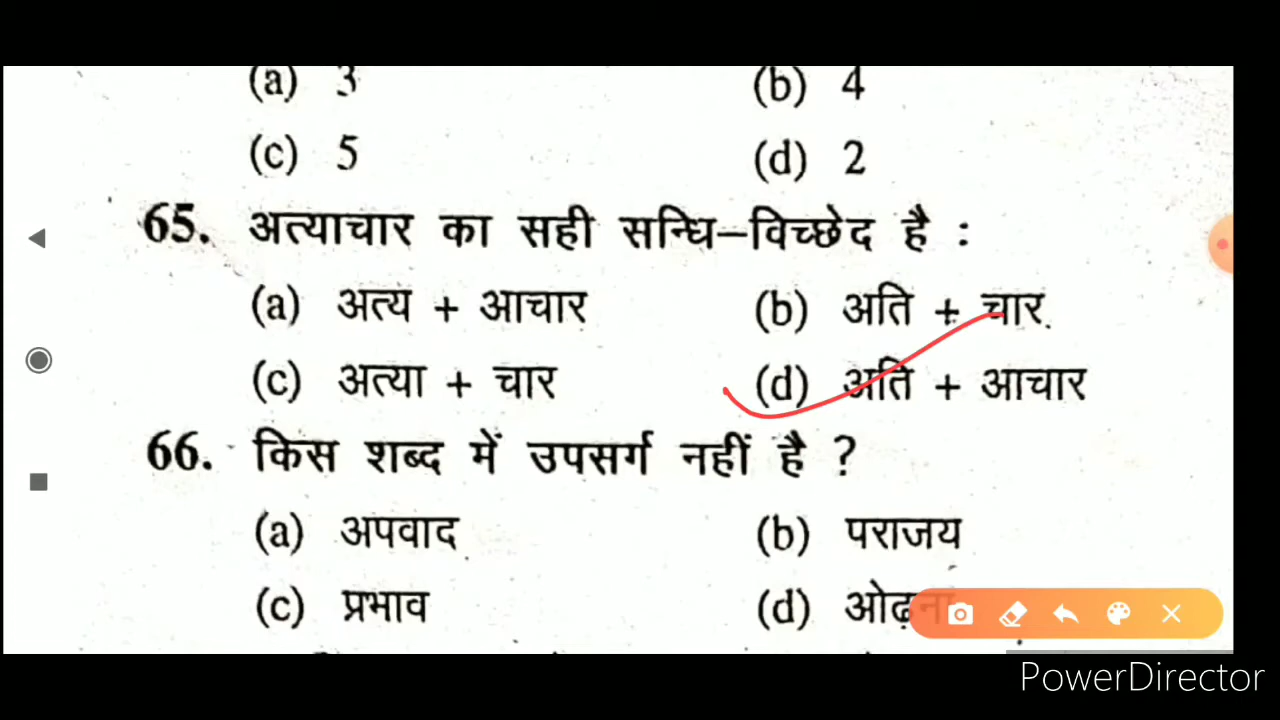 (a) 3 (b) 4
(c) 5 (d) 2
65. अत्याचार का सही सन्धि–विच्छेद है :
(a) अत्य + आचार (b) अति + चार
(c) अत्या + चार (d) अति + आचार
66. किस शब्द में उपसर्ग नहीं है ?
(a) अपवाद (b) पराजय
(c) प्रभाव (d) ओढ़ना
PowerDirector